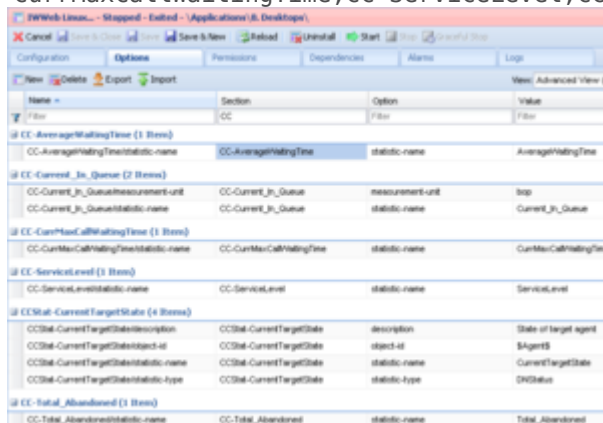 IWWeb Linux... - Stopped - Exited - \Applications\8. Desktops\
Cancel Save & Close Save Save & New Reload Uninstall Start Stop Graceful Stop
Configuration Options Permissions Dependencies Alarms Logs
New Delete Export Import View: Advanced View
Name Section Option Value
Filter CC Filter Filter
CC-AverageWaitingTime (1 Item)
CC-AverageWaitingTime/statistic-name CC-AverageWaitingTime statistic-name AverageWaitingTime
CC-Current_In_Queue (2 Items)
CC-Current_In_Queue/measurement-unit CC-Current_In_Queue measurement-unit
CC-Current_In_Queue/statistic-name CC-Current_In_Queue statistic-name Current_In_Queue
CC-CurrMaxCallWaitingTime (1 Item)
CC-CurrMaxCallWaitingTime/statistic-name CC-CurrMaxCallWaitingTime statistic-name
CC-ServiceLevel (1 Item)
CC-ServiceLevel/statistic-name CC-ServiceLevel statistic-name ServiceLevel
CCStat-CurrentTargetState (4 Items)
CCStat-CurrentTargetState/description CCStat-CurrentTargetState description State of target agent
CCStat-CurrentTargetState/object-id CCStat-CurrentTargetState object-id $Agent$
CCStat-CurrentTargetState/statistic-name CCStat-CurrentTargetState statistic-name CurrentTargetState
CCStat-CurrentTargetState/statistic-type CCStat-CurrentTargetState statistic-type DNStatus
CC-Total_Abandoned (1 Item)
CC-Total_Abandoned/statistic-name CC-Total_Abandoned statistic-name Total_Abandoned